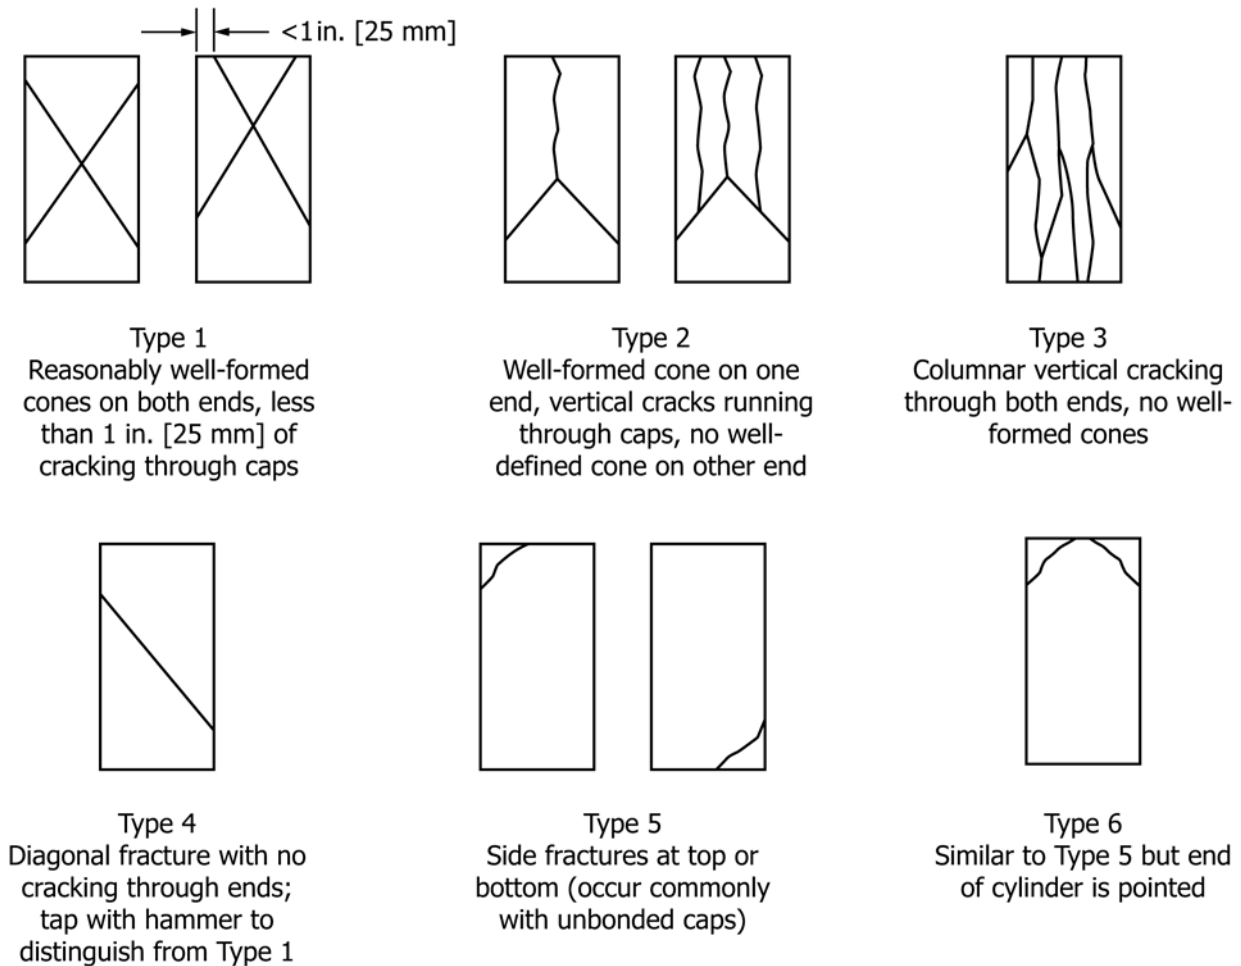 <1in. [25 mm]
Type 1
Reasonably well-formed
cones on both ends, less
than 1 in. [25 mm] of
cracking through caps
Type 2
Well-formed cone on one
end, vertical cracks running
through caps, no well-
defined cone on other end
Type 3
Columnar vertical cracking
through both ends, no well-
formed cones
Type 4
Diagonal fracture with no
cracking through ends;
tap with hammer to
distinguish from Type 1
Type 5
Side fractures at top or
bottom (occur commonly
with unbonded caps)
Type 6
Similar to Type 5 but end
of cylinder is pointed